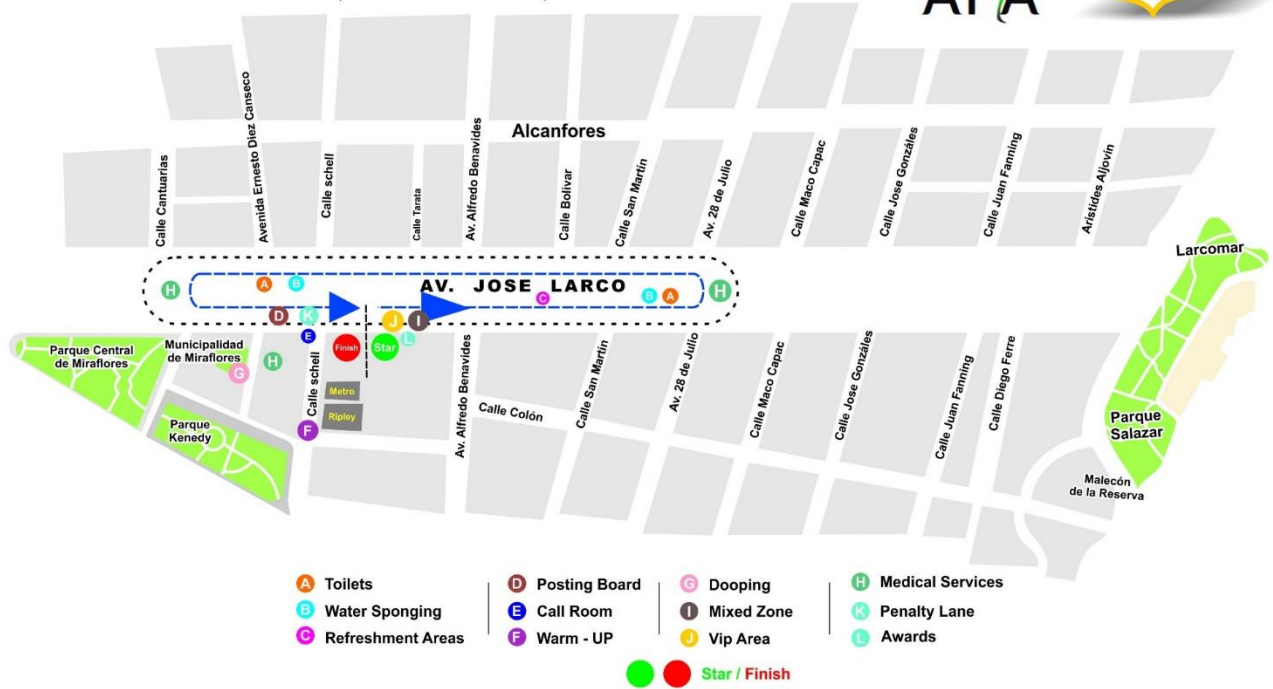 Alcanfores
Calle Cantuarias
Avenida Ernesto Diez Canseco
Calle schell
Calle Tarata
Av. Alfredo Benavides
Calle Bolivar
Calle San Martin
Av. 28 de Julio
Calle Maco Capac
Calle Jose Gonzáles
Calle Juan Fanning
Aristides Aljovín
Larcomar
H
A
B
AV. JOSE LARCO
C
B
A
H
D
K
J
I
E
L
Finish
Star
Parque Central
de Miraflores
Municipalidad
de Miraflores
H
G
Calle schell
Metro
Ripley
F
Parque
Kenedy
Av. Alfredo Benavides
Calle Colón
Calle San Martín
Av. 28 de Julio
Calle Maco Capac
Calle Jose Gonzáles
Calle Juan Fanning
Calle Diego Ferre
Parque
Salazar
Malecón
de la Reserva
A Toilets
B Water Sponging
C Refreshment Areas
D Posting Board
E Call Room
F Warm - UP
G Dooping
I Mixed Zone
J Vip Area
H Medical Services
K Penalty Lane
L Awards
Star / Finish